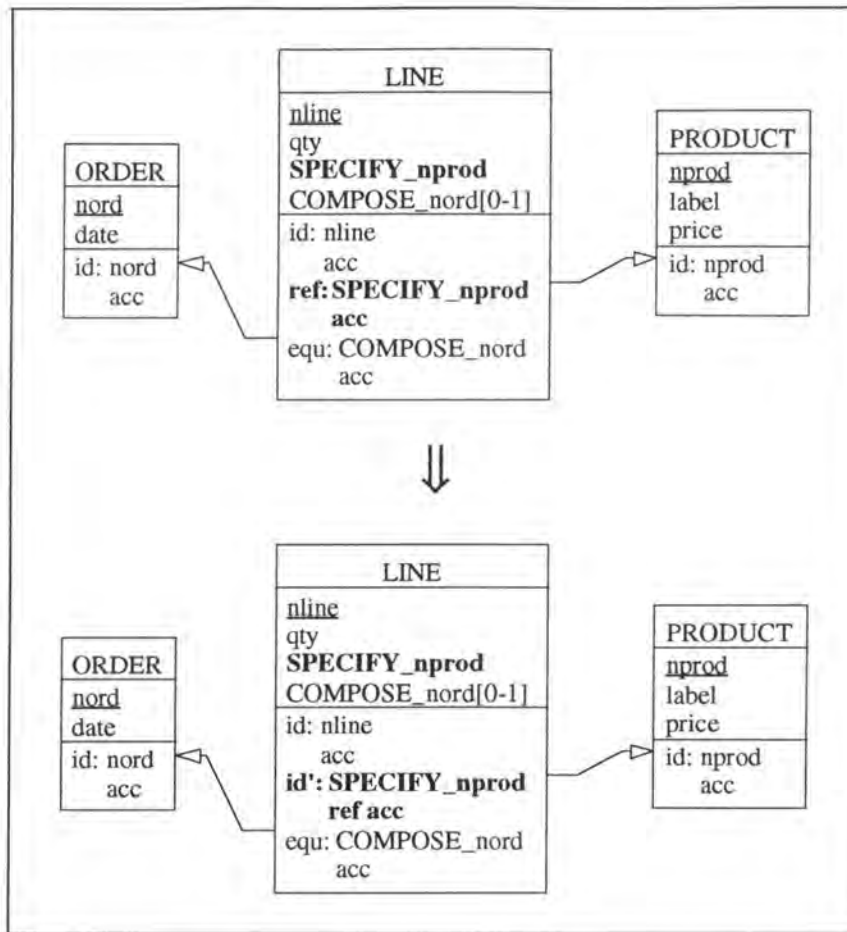 LINE
nline
qty
SPECIFY_nprod
COMPOSE_nord[0-1]
id: nline
acc
ref: SPECIFY_nprod
acc
equ: COMPOSE_nord
acc
ORDER
nord
date
id: nord
acc
PRODUCT
nprod
label
price
id: nprod
acc
⇓
LINE
nline
qty
SPECIFY_nprod
COMPOSE_nord[0-1]
id: nline
acc
id': SPECIFY_nprod
ref acc
equ: COMPOSE_nord
acc
ORDER
nord
date
id: nord
acc
PRODUCT
nprod
label
price
id: nprod
acc